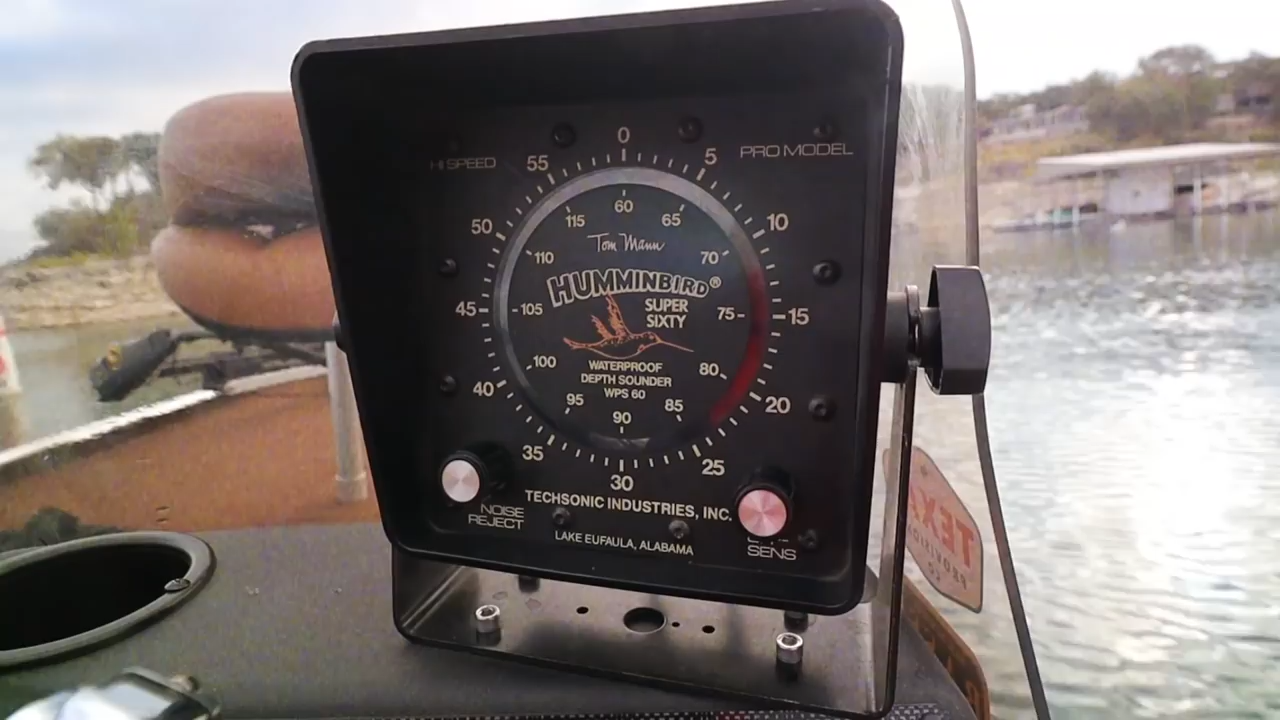 HI SPEED
PRO MODEL
0
5
10
15
20
25
30
35
40
45
50
55
60
65
70
75
80
85
90
95
100
105
110
115
Tom Mann
HUMMINBIRD®
SUPER
SIXTY
WATERPROOF
DEPTH SOUNDER
WPS 60
TECHSONIC INDUSTRIES, INC.
LAKE EUFAULA, ALABAMA
NOISE
REJECT
SENS